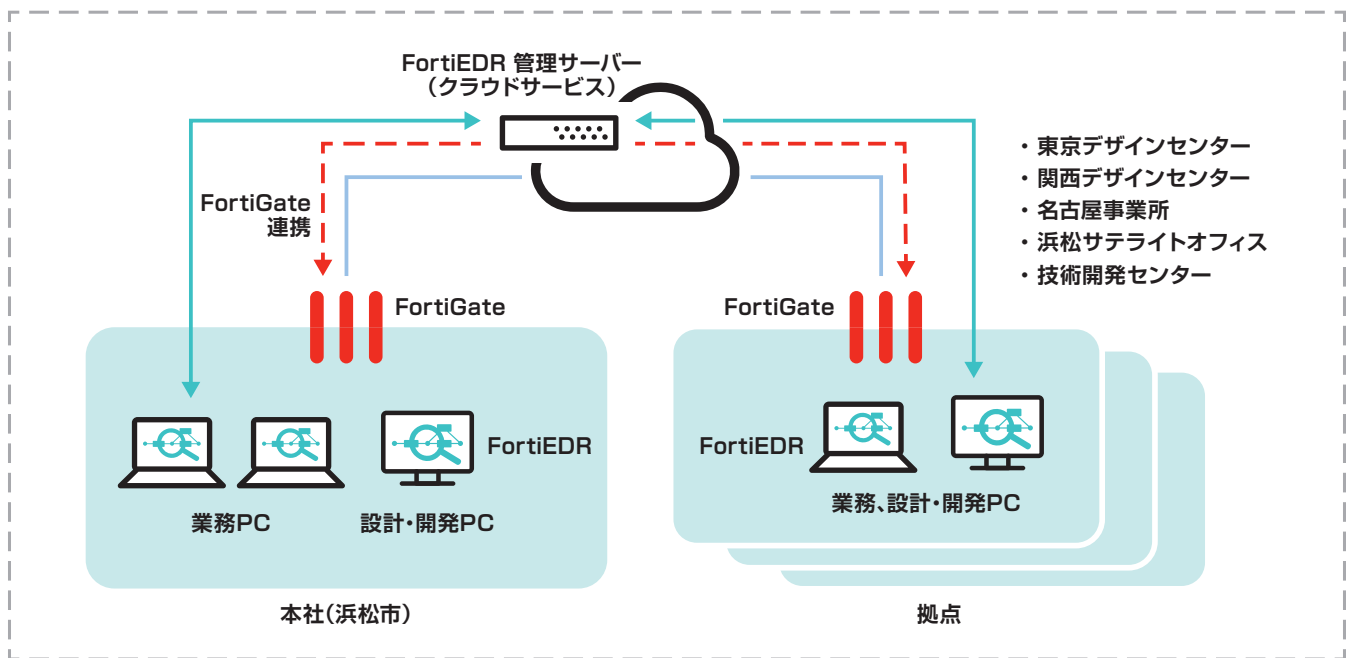 FortiEDR 管理サーバー
（クラウドサービス）
FortiGate
連携
・東京デザインセンター
・関西デザインセンター
・名古屋事業所
・浜松サテライトオフィス
・技術開発センター
FortiGate
FortiGate
FortiEDR
業務PC
設計・開発PC
本社（浜松市）
FortiEDR
業務、設計・開発PC
拠点